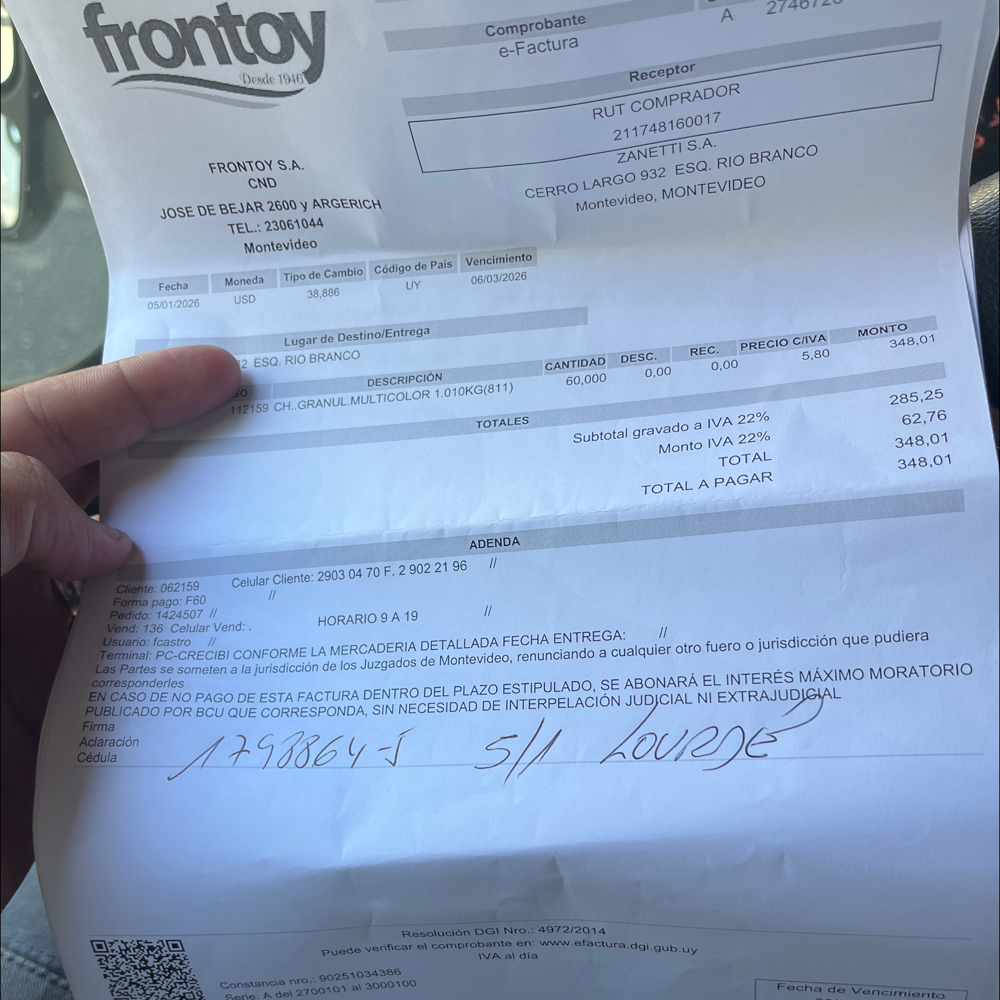 frontoy
Desde 1946
Comprobante
e-Factura
A
Receptor
RUT COMPRADOR
211748160017
ZANETTI S.A.
CERRO LARGO 932 ESQ. RIO BRANCO
Montevideo, MONTEVIDEO
FRONTOY S.A.
CND
JOSE DE BEJAR 2600 y ARGERICH
TEL.: 23061044
Montevideo
Fecha Moneda Tipo de Cambio Código de País Vencimiento
05/01/2026 USD 38,886 UY 06/03/2026
Lugar de Destino/Entrega
2 ESQ. RIO BRANCO
DESCRIPCIÓN CANTIDAD DESC. REC. PRECIO C/IVA MONTO
112159 CH..GRANUL.MULTICOLOR 1.010KG(811) 60,000 0,00 0,00 5,80 348,01
TOTALES
Subtotal gravado a IVA 22% 285,25
Monto IVA 22% 62,76
TOTAL 348,01
TOTAL A PAGAR 348,01
ADENDA
Cliente: 062159 Celular Cliente: 2903 04 70 F. 2 902 21 96 //
Forma pago: F60 //
Pedido: 1424507 //
Vend: 136 Celular Vend: . HORARIO 9 A 19 //
Usuario: fcastro //
Terminal: PC-CRECIBI CONFORME LA MERCADERIA DETALLADA FECHA ENTREGA: //
Las Partes se someten a la jurisdicción de los Juzgados de Montevideo, renunciando a cualquier otro fuero o jurisdicción que pudiera
corresponderles
EN CASO DE NO PAGO DE ESTA FACTURA DENTRO DEL PLAZO ESTIPULADO, SE ABONARÁ EL INTERÉS MÁXIMO MORATORIO
PUBLICADO POR BCU QUE CORRESPONDA, SIN NECESIDAD DE INTERPELACIÓN JUDICIAL NI EXTRAJUDICIAL
Firma
Aclaración
Cédula
1798864-5 5/1 LOURDE
Resolución DGI Nro.: 4972/2014
Puede verificar el comprobante en: www.efactura.dgi.gub.uy
IVA al día
Constancia nro.: 90251034386
Serie: A del 2700101 al 3000100
Fecha de Vencimiento